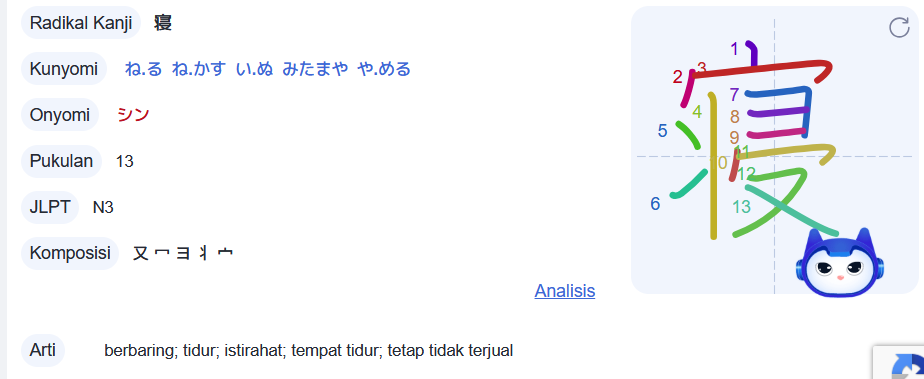 Radikal Kanji 寝
Kunyomi ね.る ね.かす い.ぬ みたまや や.める
Onyomi シン
Pukulan 13
JLPT N3
Komposisi 又 冖 ヨ 丬 宀
Analisis
Arti berbaring; tidur; istirahat; tempat tidur; tetap tidak terjual
1
2 3
7
4 8
5 9
0 11
12
6 13